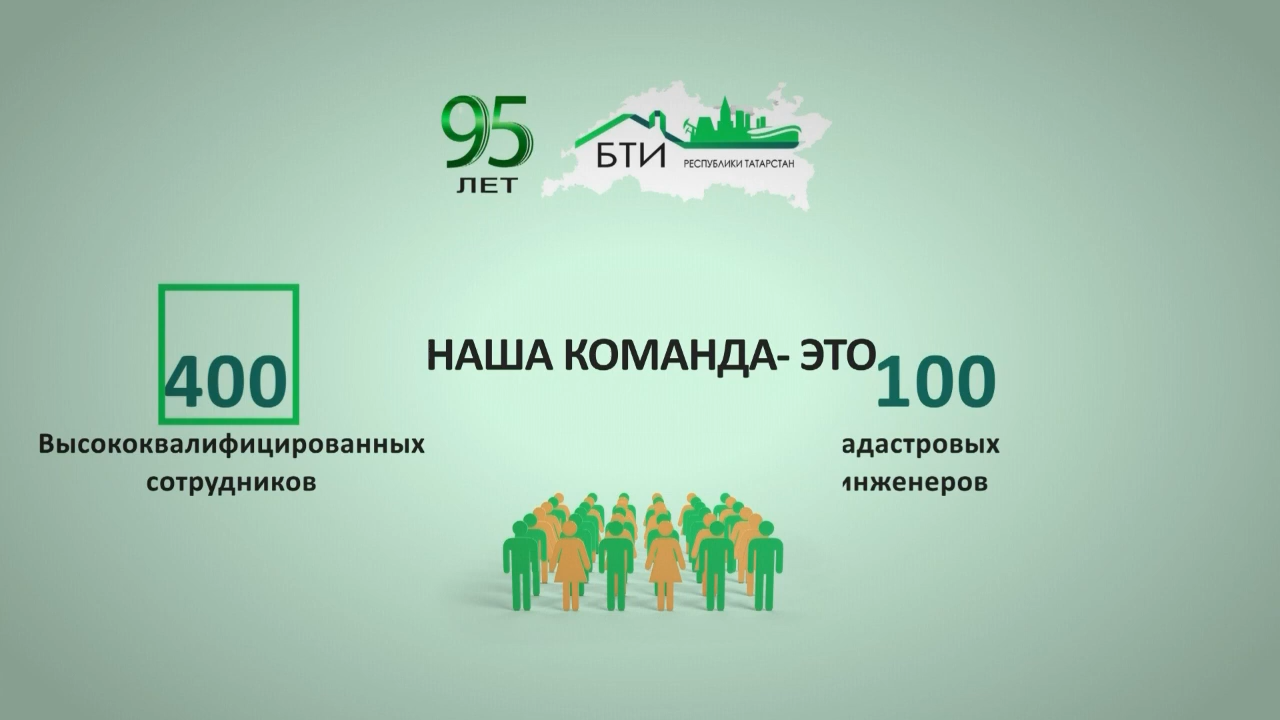 95
ЛЕТ
БТИ
РЕСПУБЛИКИ ТАТАРСТАН
НАША КОМАНДА- ЭТО
400
Высококвалифицированных
сотрудников
100
адастровых
инженеров